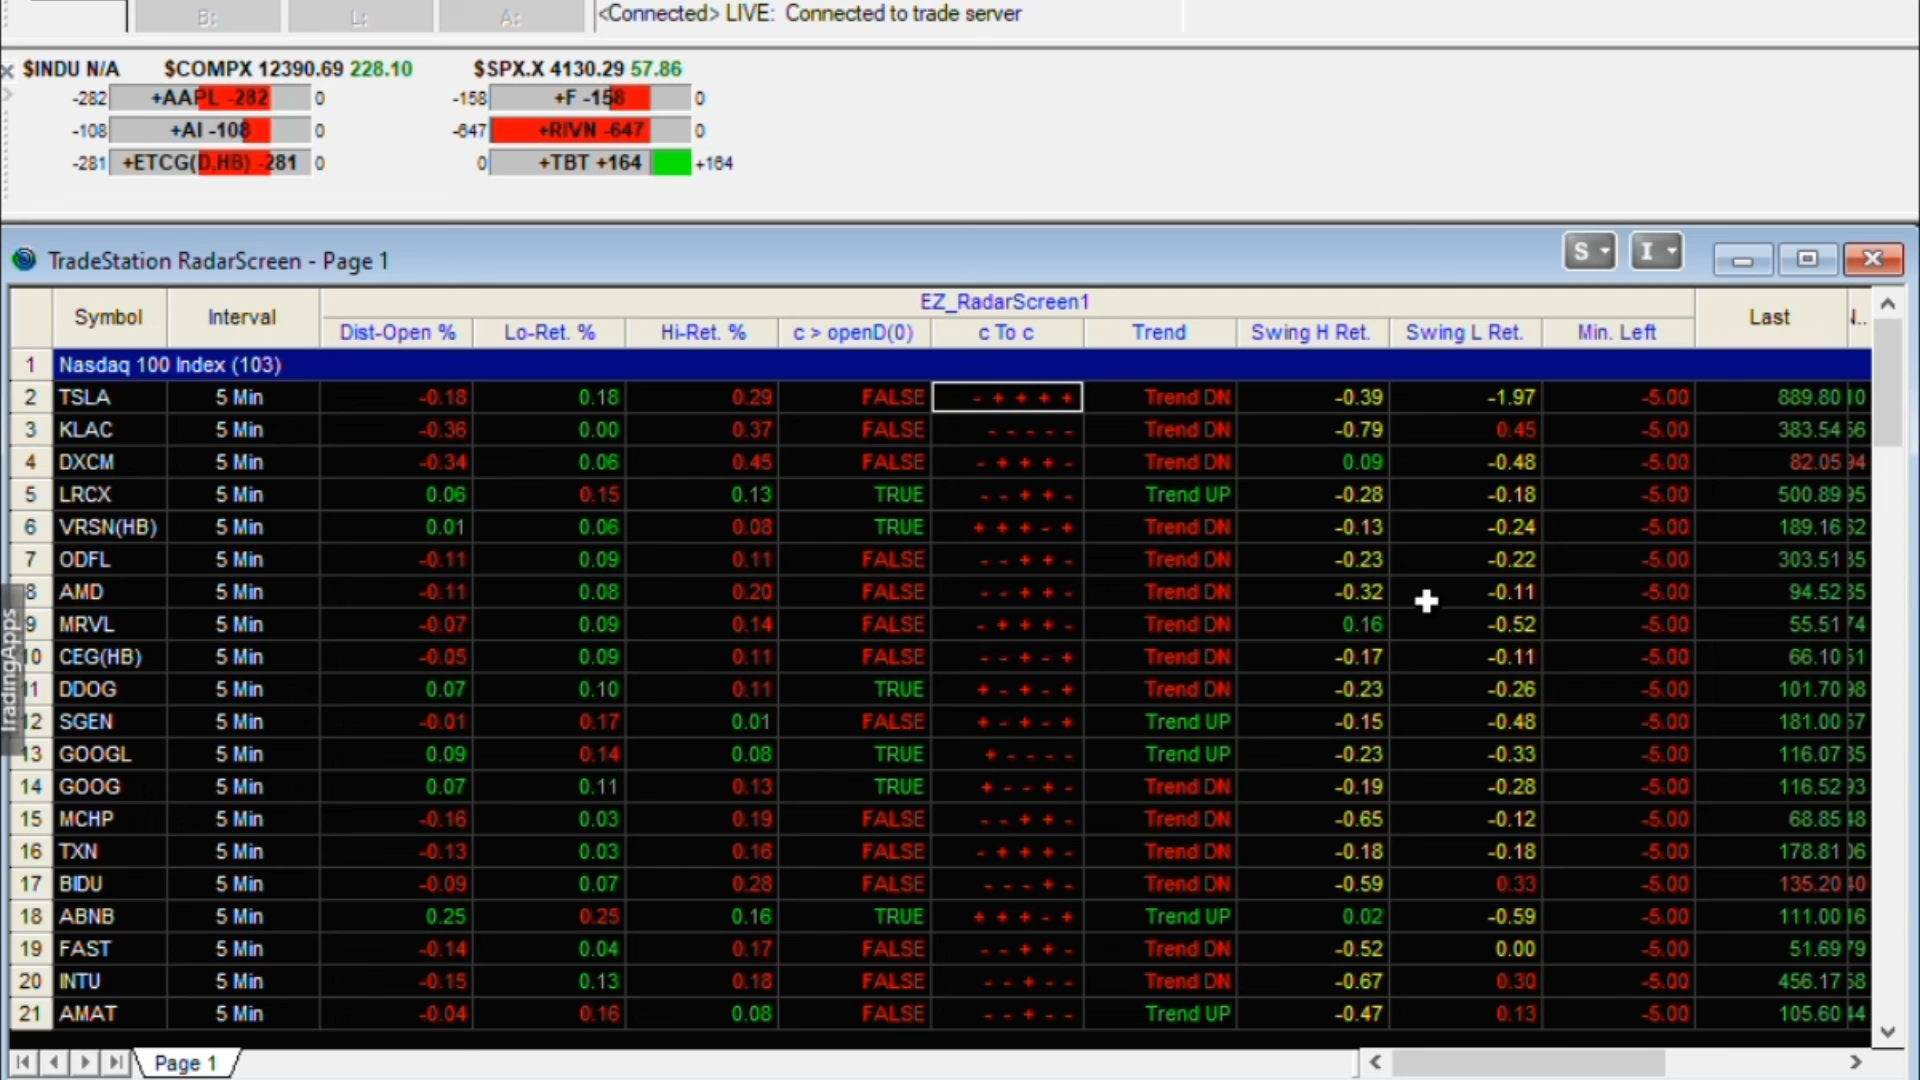 B: L: A: <Connected> LIVE: Connected to trade server
$INDU N/A $COMPX 12390.69 228.10 $SPX.X 4130.29 57.86
-282 +AAPL -282 0 -158 +F -158 0
-108 +AI -108 0 -647 +RIVN -647 0
-281 +ETCG(D,HB) -281 0 0 +TBT +164 +164
TradeStation RadarScreen - Page 1 S I
EZ_RadarScreen1
Symbol Interval Last
Dist-Open % Lo-Ret. % Hi-Ret. % c > openD(0) c To c Trend Swing H Ret. Swing L Ret. Min. Left
1 Nasdaq 100 Index (103)
2 TSLA 5 Min -0.18 0.18 0.29 FALSE - + + + + Trend DN -0.39 -1.97 -5.00 889.80
3 KLAC 5 Min -0.36 0.00 0.37 FALSE - - - - - Trend DN -0.79 0.45 -5.00 383.54
4 DXCM 5 Min -0.34 0.06 0.45 FALSE - + + + - Trend DN 0.09 -0.48 -5.00 82.05
5 LRCX 5 Min 0.06 0.15 0.13 TRUE - - + + - Trend UP -0.28 -0.18 -5.00 500.89
6 VRSN(HB) 5 Min 0.01 0.06 0.08 TRUE + + + - + Trend DN -0.13 -0.24 -5.00 189.16
7 ODFL 5 Min -0.11 0.09 0.11 FALSE - - + + - Trend DN -0.23 -0.22 -5.00 303.51
8 AMD 5 Min -0.11 0.08 0.20 FALSE - - + + - Trend DN -0.32 -0.11 -5.00 94.52
9 MRVL 5 Min -0.07 0.09 0.14 FALSE - + + + - Trend DN 0.16 -0.52 -5.00 55.51
10 CEG(HB) 5 Min -0.05 0.09 0.11 FALSE - - + - + Trend DN -0.17 -0.11 -5.00 66.10
11 DDOG 5 Min 0.07 0.10 0.11 TRUE + - + - + Trend DN -0.23 -0.26 -5.00 101.70
12 SGEN 5 Min -0.01 0.17 0.01 FALSE + - + - + Trend UP -0.15 -0.48 -5.00 181.00
13 GOOGL 5 Min 0.09 0.14 0.08 TRUE + - - - - Trend UP -0.23 -0.33 -5.00 116.07
14 GOOG 5 Min 0.07 0.11 0.13 TRUE + - - + - Trend DN -0.19 -0.28 -5.00 116.52
15 MCHP 5 Min -0.16 0.03 0.19 FALSE - - + + - Trend DN -0.65 -0.12 -5.00 68.85
16 TXN 5 Min -0.13 0.03 0.16 FALSE - + + + - Trend DN -0.18 -0.18 -5.00 178.81
17 BIDU 5 Min -0.09 0.07 0.28 FALSE - - - + - Trend DN -0.59 0.33 -5.00 135.20
18 ABNB 5 Min 0.25 0.25 0.16 TRUE + + + - + Trend UP 0.02 -0.59 -5.00 111.00
19 FAST 5 Min -0.14 0.04 0.17 FALSE - - + + - Trend DN -0.52 0.00 -5.00 51.69
20 INTU 5 Min -0.15 0.13 0.18 FALSE - - + - - Trend DN -0.67 0.30 -5.00 456.17
21 AMAT 5 Min -0.04 0.16 0.08 FALSE - - + - - Trend UP -0.47 0.13 -5.00 105.60
TradingApps
Page 1